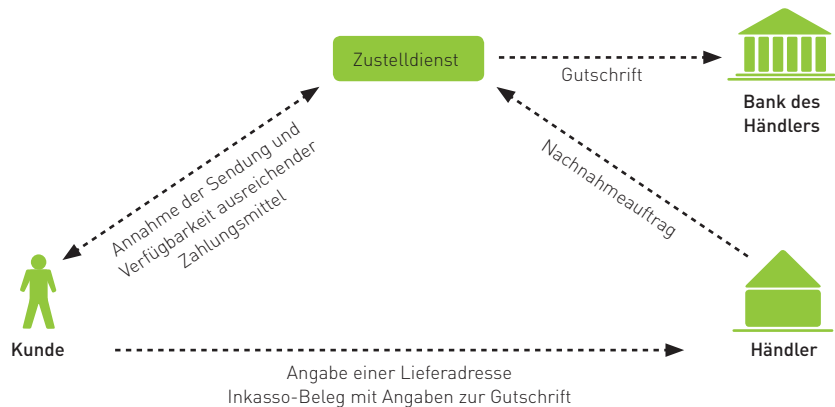 Zustelldienst
Gutschrift
Bank des
Händlers
Annahme der Sendung und
Verfügbarkeit ausreichender
Zahlungsmittel
Nachnahmeauftrag
Kunde
Händler
Angabe einer Lieferadresse
Inkasso-Beleg mit Angaben zur Gutschrift